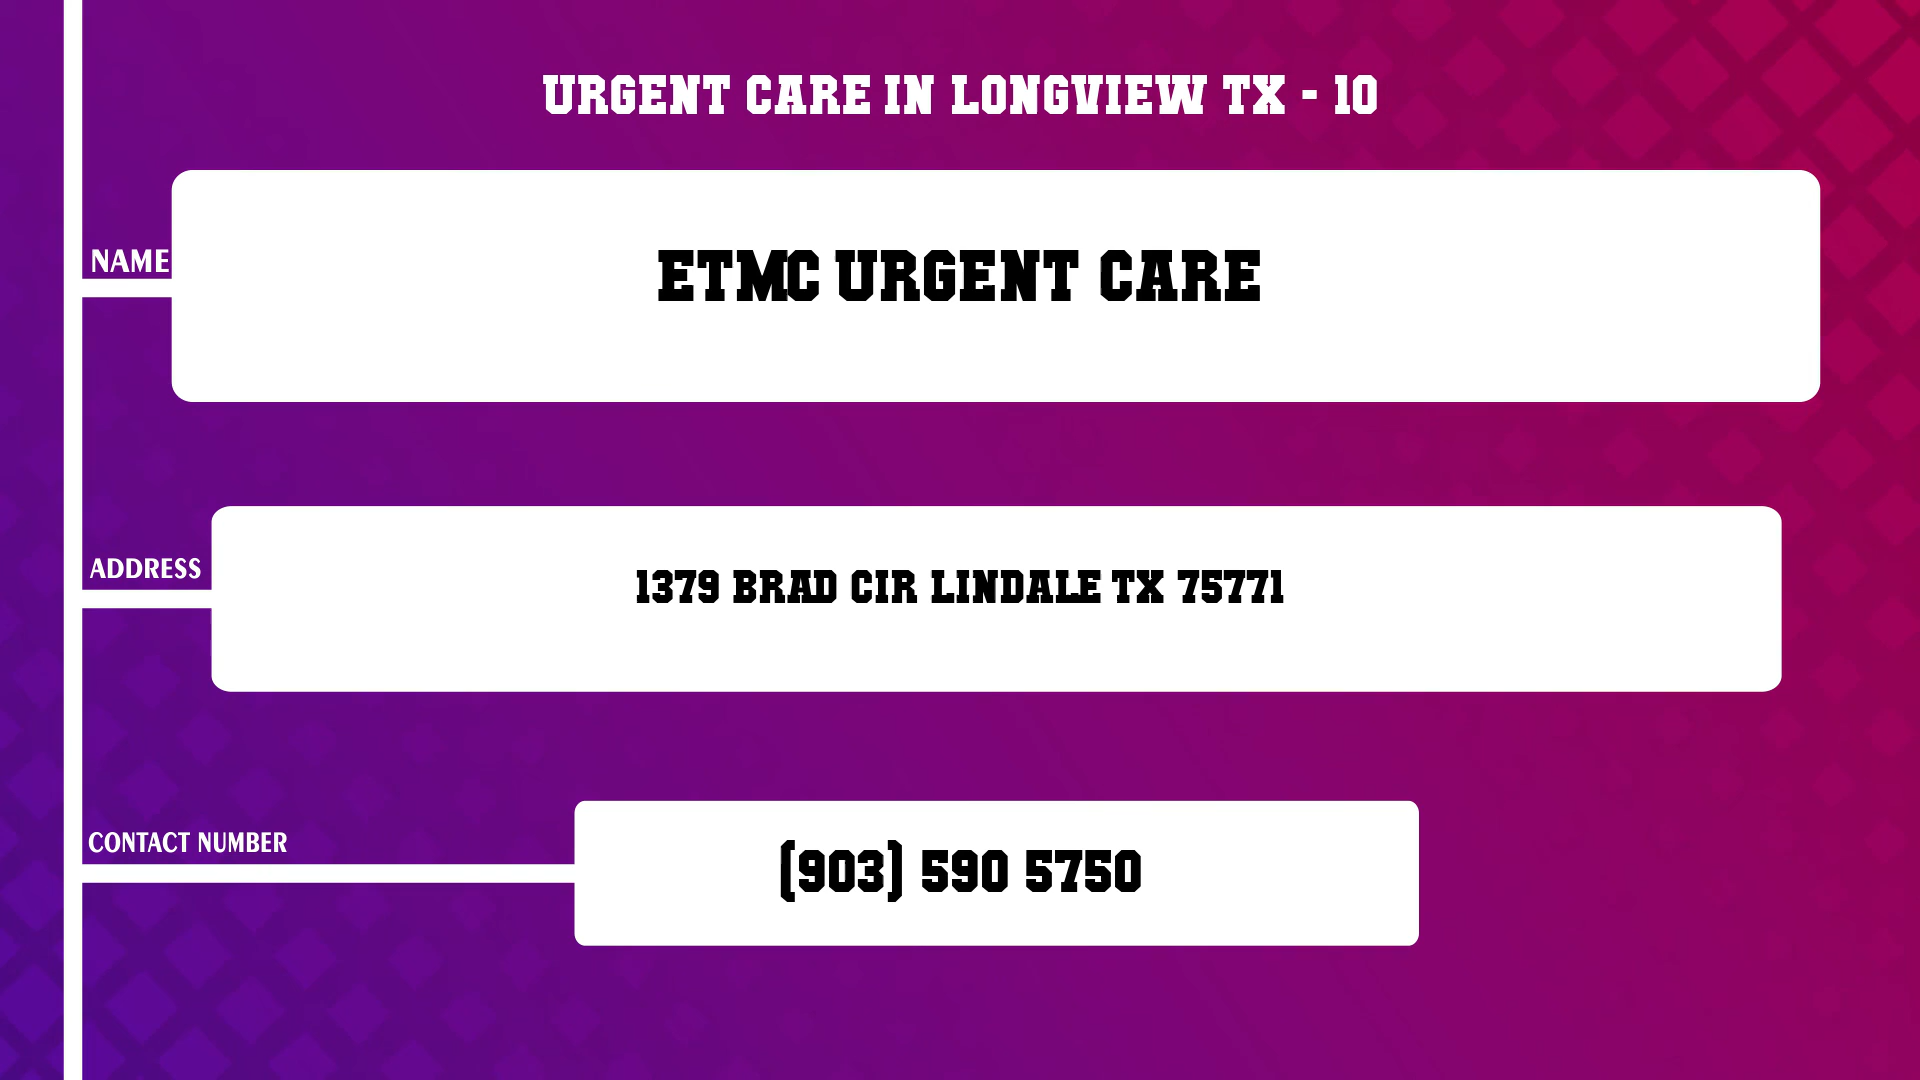 URGENT CARE IN LONGVIEW TX - 10
NAME
ETMC URGENT CARE
ADDRESS
1379 BRAD CIR LINDALE TX 75771
CONTACT NUMBER
(903) 590 5750